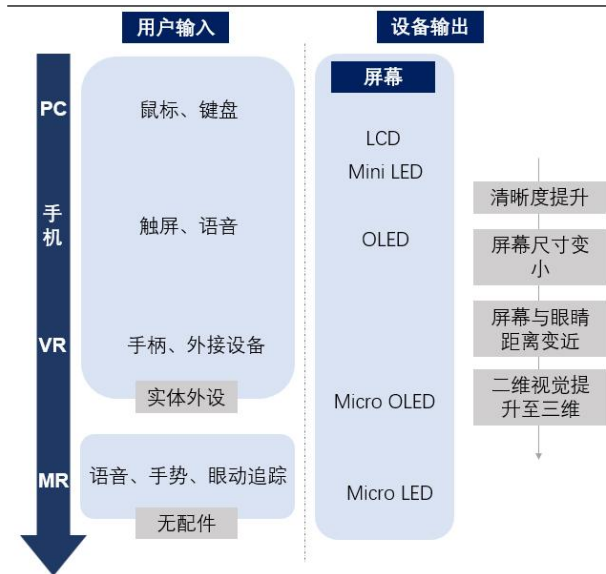 用户输入
设备输出
PC
鼠标、键盘
手
机
触屏、语音
VR
手柄、外接设备
实体外设
MR
语音、手势、眼动追踪
无配件
屏幕
LCD
Mini LED
OLED
Micro OLED
Micro LED
清晰度提升
屏幕尺寸变
小
屏幕与眼睛
距离变近
二维视觉提
升至三维